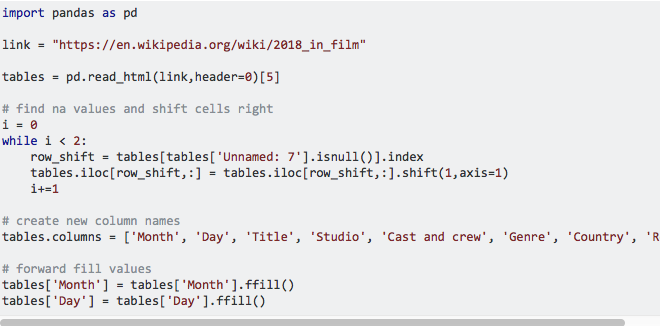 import pandas as pd
link = "https://en.wikipedia.org/wiki/2018_in_film"
tables = pd.read_html(link,header=0)[5]
# find na values and shift cells right
i = 0
while i < 2:
    row_shift = tables[tables['Unnamed: 7'].isnull()].index
    tables.iloc[row_shift,:] = tables.iloc[row_shift,:].shift(1,axis=1)
    i+=1
# create new column names
tables.columns = ['Month', 'Day', 'Title', 'Studio', 'Cast and crew', 'Genre', 'Country', 'R
# forward fill values
tables['Month'] = tables['Month'].ffill()
tables['Day'] = tables['Day'].ffill()